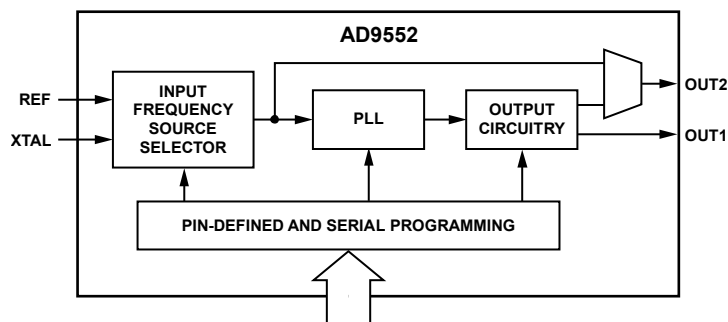 AD9552
REF
XTAL
INPUT
FREQUENCY
SOURCE
SELECTOR
PLL
OUTPUT
CIRCUITRY
OUT2
OUT1
PIN-DEFINED AND SERIAL PROGRAMMING